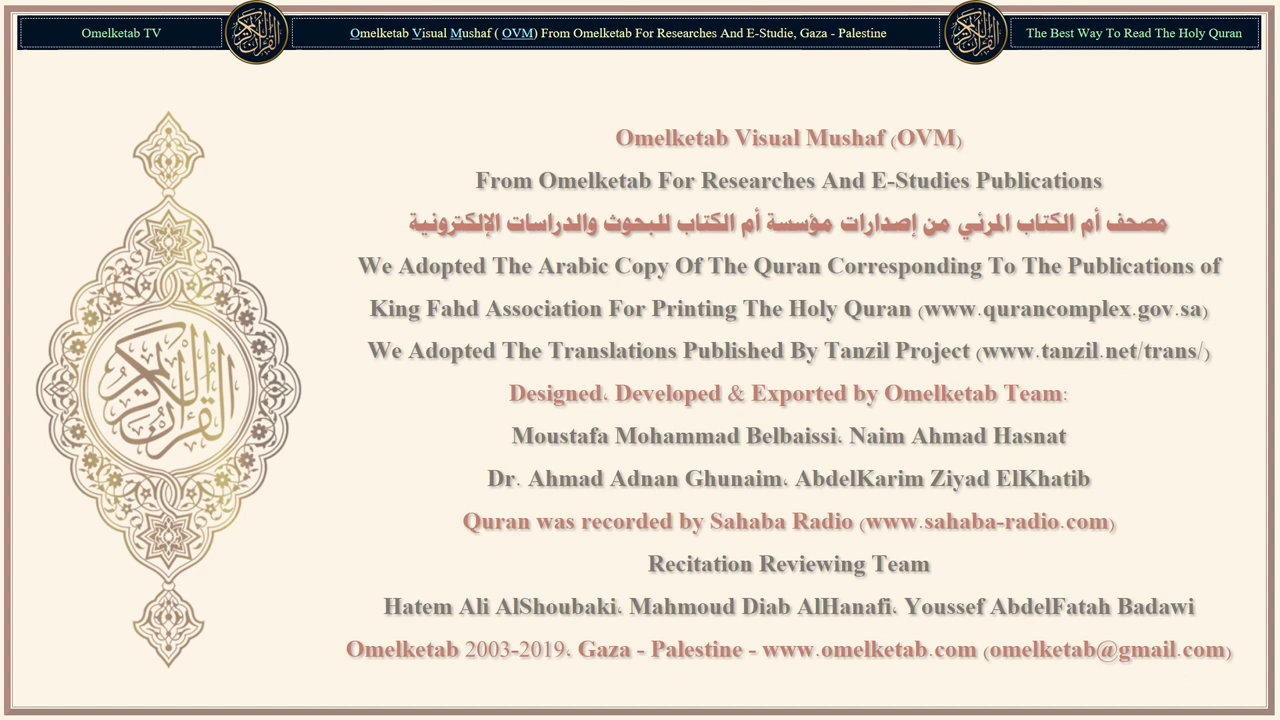 Omelketab TV
Omelketab Visual Mushaf ( OVM) From Omelketab For Researches And E-Studie, Gaza - Palestine
The Best Way To Read The Holy Quran
القرآن الكريم
Omelketab Visual Mushaf (OVM)
From Omelketab For Researches And E-Studies Publications
مصحف أم الكتاب المرئي من إصدارات مؤسسة أم الكتاب للبحوث والدراسات الإلكترونية
We Adopted The Arabic Copy Of The Quran Corresponding To The Publications of
King Fahd Association For Printing The Holy Quran (www.qurancomplex.gov.sa)
We Adopted The Translations Published By Tanzil Project (www.tanzil.net/trans/)
Designed، Developed & Exported by Omelketab Team:
Moustafa Mohammad Belbaissi، Naim Ahmad Hasnat
Dr. Ahmad Adnan Ghunaim، AbdelKarim Ziyad ElKhatib
Quran was recorded by Sahaba Radio (www.sahaba-radio.com)
Recitation Reviewing Team
Hatem Ali AlShoubaki، Mahmoud Diab AlHanafi، Youssef AbdelFatah Badawi
Omelketab 2003-2019، Gaza - Palestine - www.omelketab.com (omelketab@gmail.com)